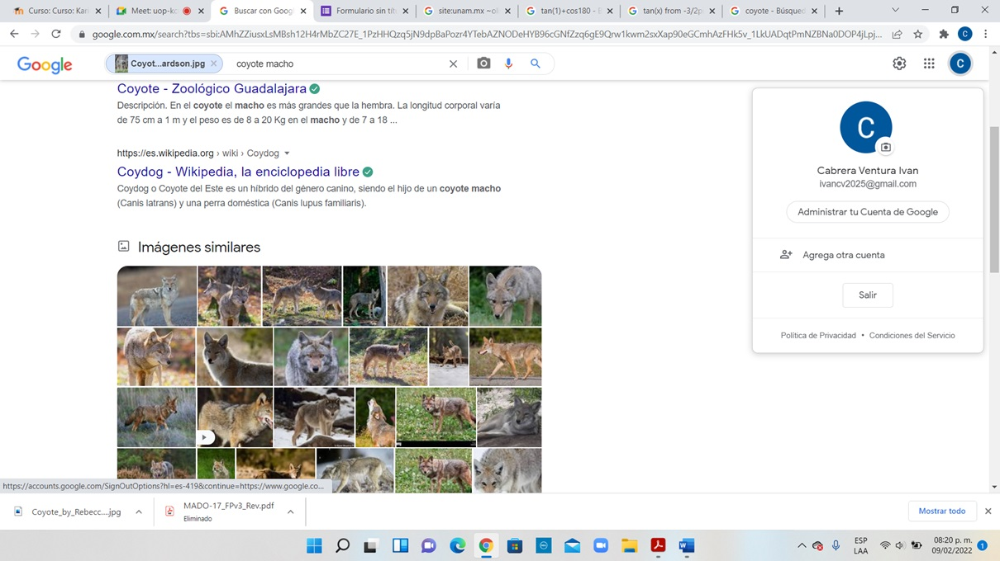 Curso: Curso: Kar
Meet: uop-kc
Buscar con Goog
Formulario sin tít
site:unam.mx ~ol
tan(1)+cos180 - B
tan(x) from -3/2p
coyote - Búsqued
google.com.mx/search?tbs=sbi:AMhZZiusxLsMBsh12H4rMbZC27E_1PzHHQzq5jN9dpBaPozr4YTebAZNODeHYB96cGNfZzq6gE9Qrw1kwm2sxXap90eGCmhAzFHk5v_1LkUADqtPmNZBNa0DOP4jLpj...
C
Google
Coyot...ardson.jpg
coyote macho
C
Coyote - Zoológico Guadalajara
Descripción. En el coyote el macho es más grandes que la hembra. La longitud corporal varía
de 75 cm a 1 m y el peso es de 8 a 20 Kg en el macho y de 7 a 18 ...
https://es.wikipedia.org › wiki › Coydog
Coydog - Wikipedia, la enciclopedia libre
Coydog o Coyote del Este es un híbrido del género canino, siendo el hijo de un coyote macho
(Canis latrans) y una perra doméstica (Canis lupus familiaris).
Imágenes similares
C
Cabrera Ventura Ivan
ivancv2025@gmail.com
Administrar tu Cuenta de Google
Agrega otra cuenta
Salir
Política de Privacidad • Condiciones del Servicio
https://accounts.google.com/SignOutOptions?hl=es-419&continue=https://www.google.co...
Coyote_by_Rebecc....jpg
MADO-17_FPv3_Rev.pdf
Eliminado
Mostrar todo
ESP
LAA
08:20 p. m.
09/02/2022
1